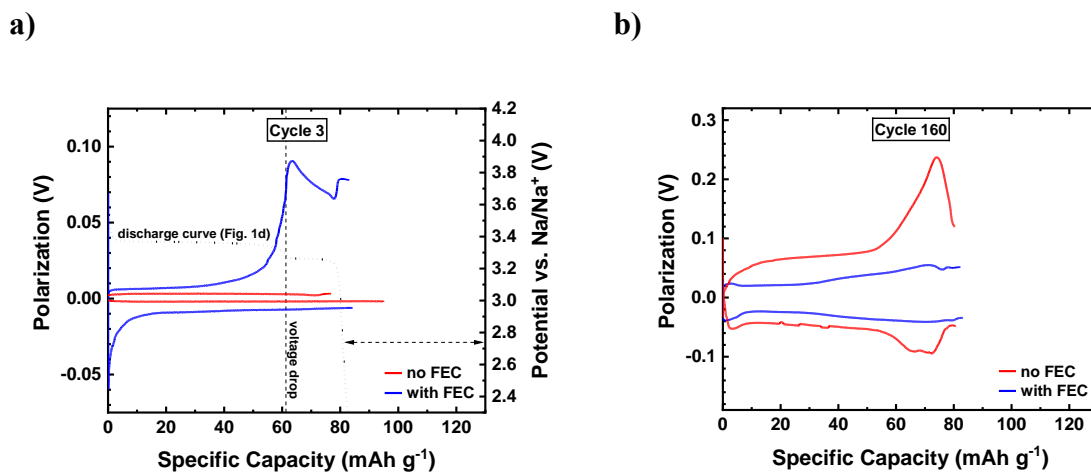 a)
Cycle 3
discharge curve (Fig. 1d)
voltage drop
no FEC
with FEC
Polarization (V)
0.10
0.05
0.00
-0.05
Potential vs. Na/Na⁺ (V)
4.2
4.0
3.8
3.6
3.4
3.2
3.0
2.8
2.6
2.4
0 20 40 60 80 100 120
Specific Capacity (mAh g⁻¹)
b)
Cycle 160
no FEC
with FEC
Polarization (V)
0.3
0.2
0.1
0.0
-0.1
0 20 40 60 80 100 120
Specific Capacity (mAh g⁻¹)